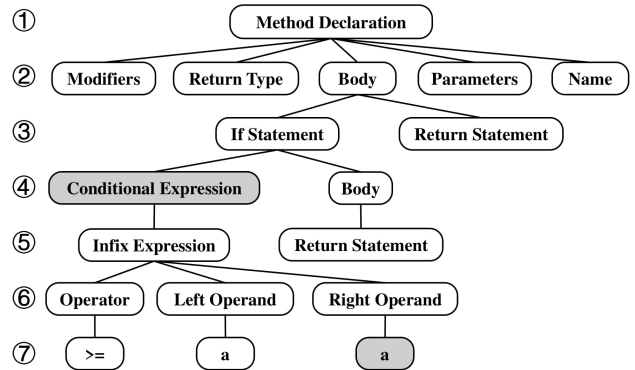 ① Method Declaration
② Modifiers Return Type Body Parameters Name
③ If Statement Return Statement
④ Conditional Expression Body
⑤ Infix Expression Return Statement
⑥ Operator Left Operand Right Operand
⑦ >= a a